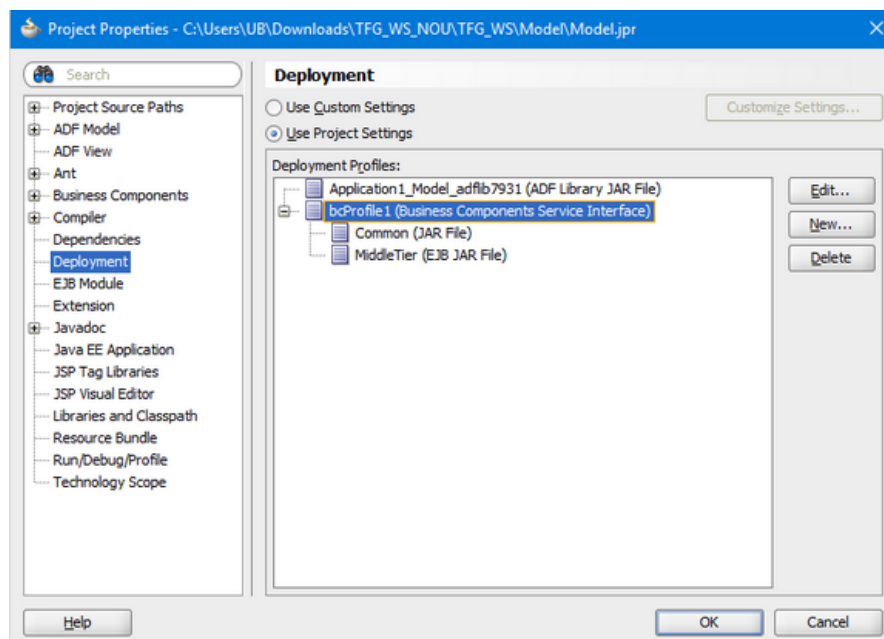 Project Properties - C:\Users\UB\Downloads\TFG_WS_NOU\TFG_WS\Model\Model.jpr
Search
Project Source Paths
ADF Model
ADF View
Ant
Business Components
Compiler
Dependencies
Deployment
EJB Module
Extension
Javadoc
Java EE Application
JSP Tag Libraries
JSP Visual Editor
Libraries and Classpath
Resource Bundle
Run/Debug/Profile
Technology Scope
Deployment
Use Custom Settings
Customize Settings...
Use Project Settings
Deployment Profiles:
Application1_Model_adflib7931 (ADF Library JAR File)
bcProfile1 (Business Components Service Interface)
Common (JAR File)
MiddleTier (EJB JAR File)
Edit...
New...
Delete
Help
OK
Cancel